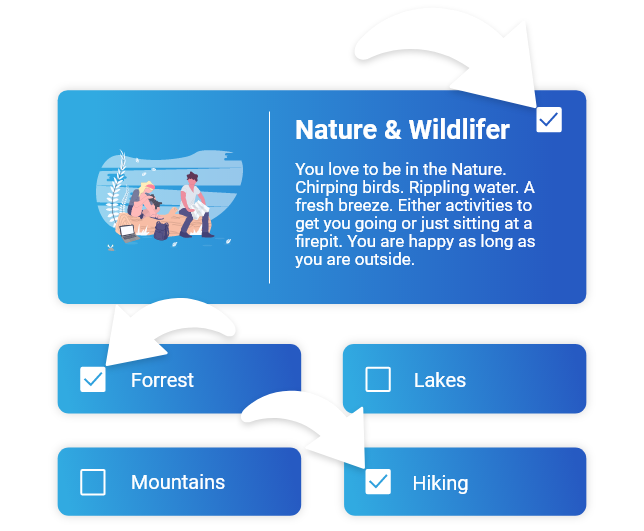 Nature & Wildlifer
You love to be in the Nature.
Chirping birds. Rippling water. A
fresh breeze. Either activities to
get you going or just sitting at a
firepit. You are happy as long as
you are outside.
Forrest
Lakes
Mountains
Hiking